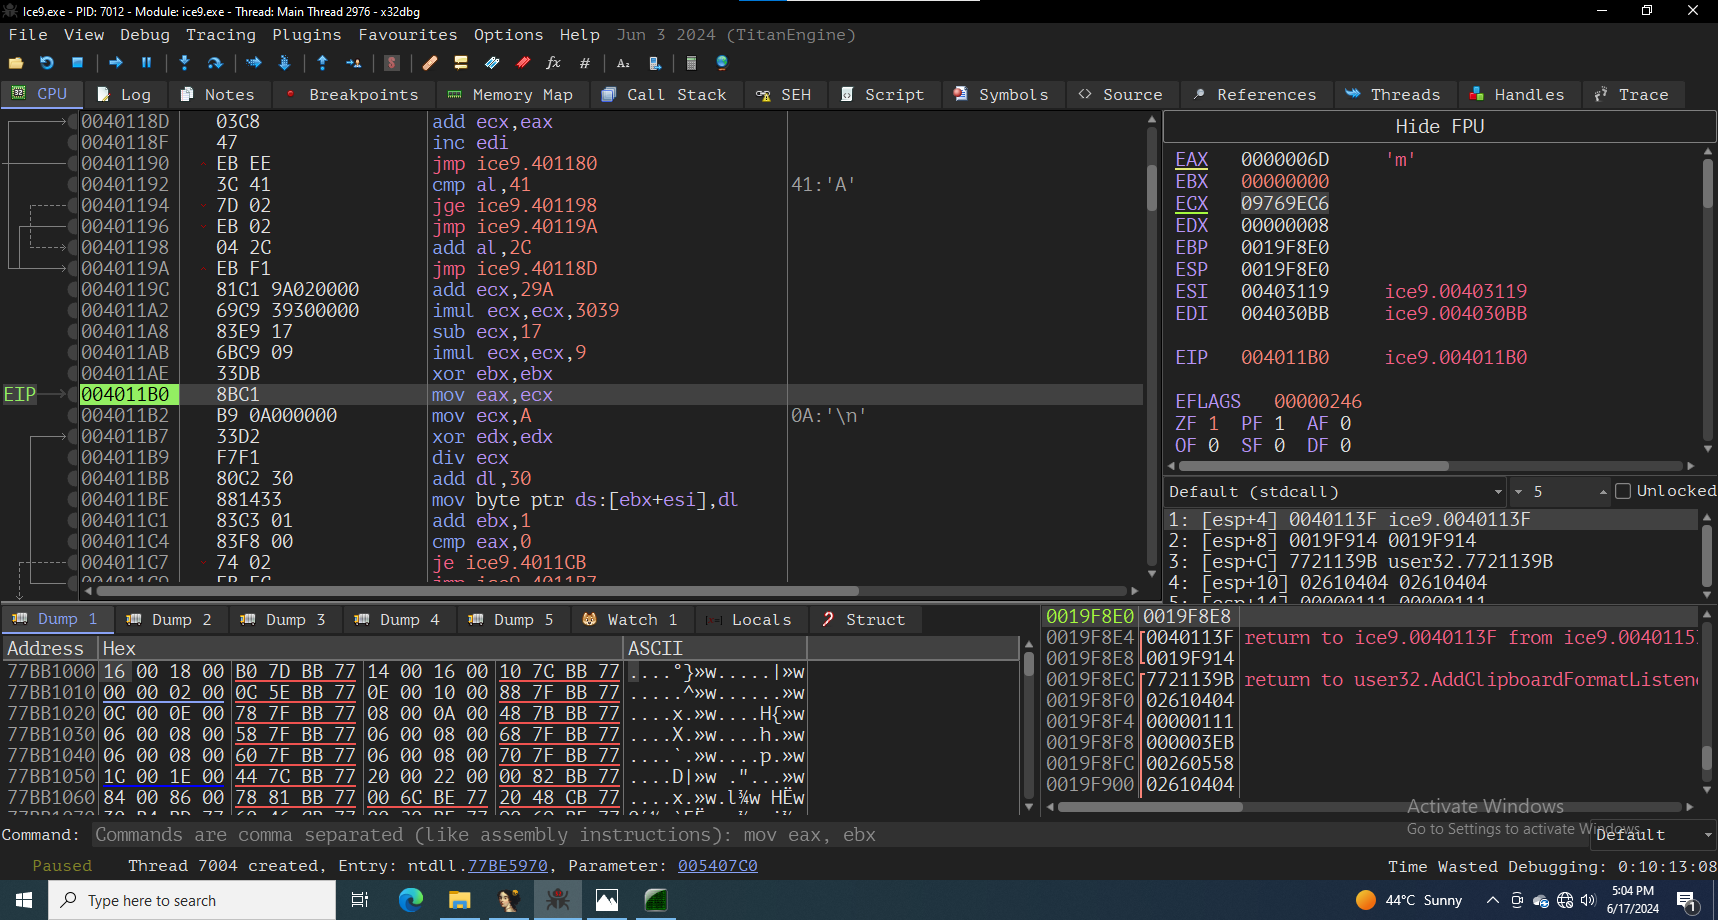 Ice9.exe - PID: 7012 - Module: ice9.exe - Thread: Main Thread 2976 - x32dbg
File View Debug Tracing Plugins Favourites Options Help Jun 3 2024 (TitanEngine)
CPU Log Notes Breakpoints Memory Map Call Stack SEH Script Symbols Source References Threads Handles Trace
0040118D 03C8 add ecx,eax
0040118F 47 inc edi
00401190 EB EE jmp ice9.401180
00401192 3C 41 cmp al,41 41:'A'
00401194 7D 02 jge ice9.401198
00401196 EB 02 jmp ice9.40119A
00401198 04 2C add al,2C
0040119A EB F1 jmp ice9.40118D
0040119C 81C1 9A020000 add ecx,29A
004011A2 69C9 39300000 imul ecx,ecx,3039
004011A8 83E9 17 sub ecx,17
004011AB 6BC9 09 imul ecx,ecx,9
004011AE 33DB xor ebx,ebx
EIP 004011B0 8BC1 mov eax,ecx
004011B2 B9 0A000000 mov ecx,A 0A:'\n'
004011B7 33D2 xor edx,edx
004011B9 F7F1 div ecx
004011BB 80C2 30 add dl,30
004011BE 881433 mov byte ptr ds:[ebx+esi],dl
004011C1 83C3 01 add ebx,1
004011C4 83F8 00 cmp eax,0
004011C7 74 02 je ice9.4011CB
Hide FPU
EAX 0000006D 'm'
EBX 00000000
ECX 09769EC6
EDX 00000008
EBP 0019F8E0
ESP 0019F8E0
ESI 00403119 ice9.00403119
EDI 004030BB ice9.004030BB
EIP 004011B0 ice9.004011B0
EFLAGS 00000246
ZF 1 PF 1 AF 0
OF 0 SF 0 DF 0
Default (stdcall) 5 Unlocked
1: [esp+4] 0040113F ice9.0040113F
2: [esp+8] 0019F914 0019F914
3: [esp+C] 7721139B user32.7721139B
4: [esp+10] 02610404 02610404
5: [esp+14] 00000111 00000111
Dump 1 Dump 2 Dump 3 Dump 4 Dump 5 Watch 1 Locals Struct
Address Hex ASCII
77BB1000 16 00 18 00 B0 7D BB 77 14 00 16 00 10 7C BB 77 ....°}»w.....|»w
77BB1010 00 00 02 00 0C 5E BB 77 0E 00 10 00 88 7F BB 77 .....^»w......»w
77BB1020 0C 00 0E 00 78 7F BB 77 08 00 0A 00 48 7B BB 77 ....x.»w....H{»w
77BB1030 06 00 08 00 58 7F BB 77 06 00 08 00 68 7F BB 77 ....X.»w....h.»w
77BB1040 06 00 08 00 60 7F BB 77 06 00 08 00 70 7F BB 77 ....`.»w....p.»w
77BB1050 1C 00 1E 00 44 7C BB 77 20 00 22 00 00 82 BB 77 ....D|»w ."...»w
77BB1060 84 00 86 00 78 81 BB 77 00 6C BE 77 20 48 CB 77 ....x.»w.l¾w HËw
0019F8E0 0019F8E8
0019F8E4 0040113F return to ice9.0040113F from ice9.0040115
0019F8E8 0019F914
0019F8EC 7721139B return to user32.AddClipboardFormatListene
0019F8F0 02610404
0019F8F4 00000111
0019F8F8 000003EB
0019F8FC 00260558
0019F900 02610404
Activate Windows
Go to Settings to activate Windows.
Command: Commands are comma separated (like assembly instructions): mov eax, ebx Default
Paused Thread 7004 created, Entry: ntdll.77BE5970, Parameter: 005407C0 Time Wasted Debugging: 0:10:13:08
Type here to search 44°C Sunny 5:04 PM
6/17/2024 1